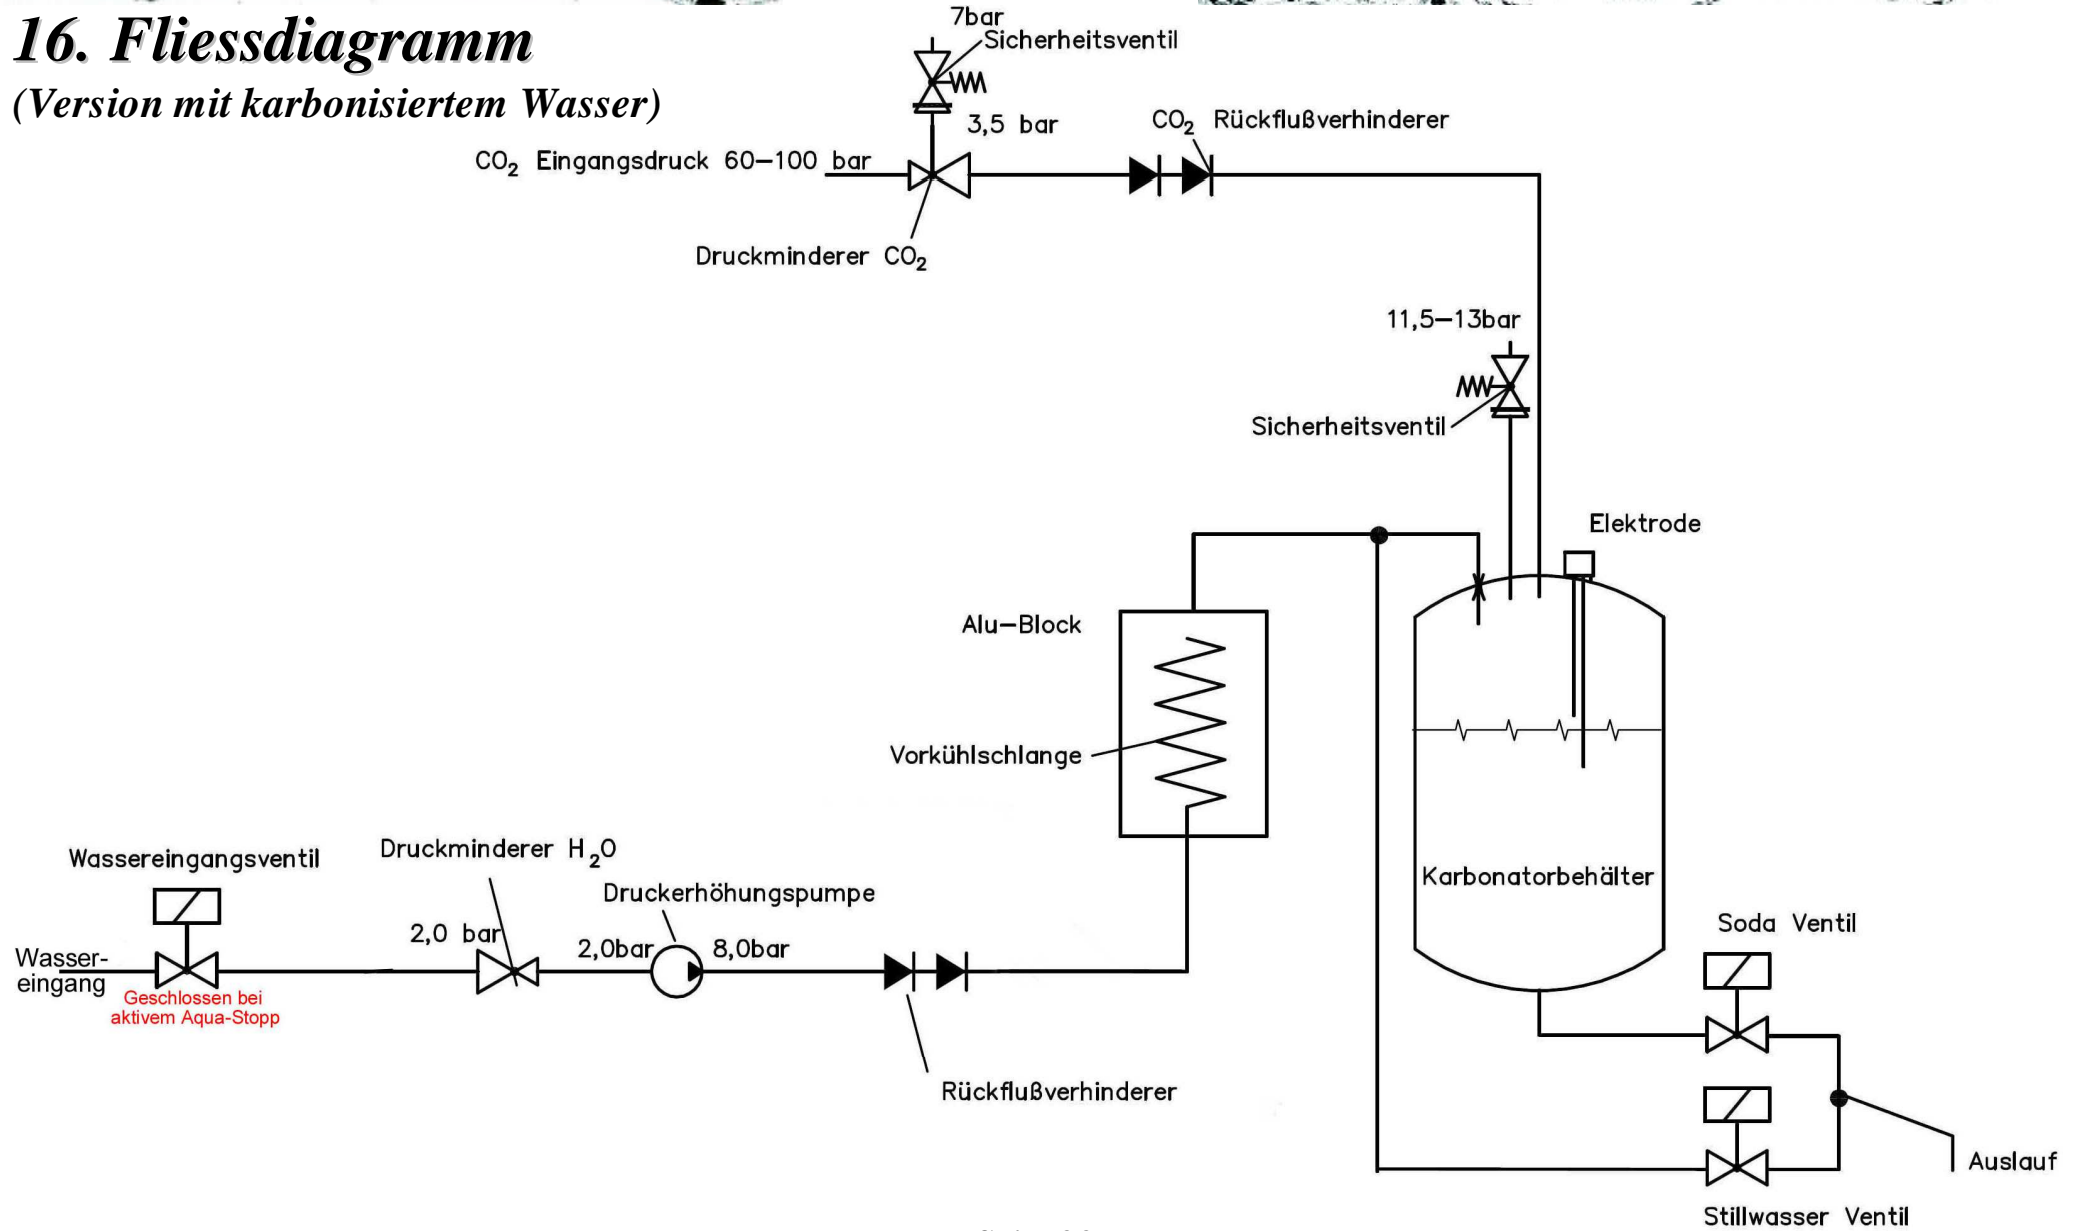 16. Fliessdiagramm
(Version mit karbonisiertem Wasser)
7bar
Sicherheitsventil
3,5 bar
CO2 Rückflußverhinderer
CO2 Eingangsdruck 60-100 bar
Druckminderer CO2
11,5-13bar
Sicherheitsventil
Elektrode
Alu-Block
Vorkühlschlange
Karbonatorbehälter
Wassereingangsventil
Druckminderer H2O
Druckerhöhungspumpe
2,0 bar
2,0bar
8,0bar
Wasser-
eingang
Geschlossen bei
aktivem Aqua-Stopp
Rückflußverhinderer
Soda Ventil
Auslauf
Stillwasser Ventil